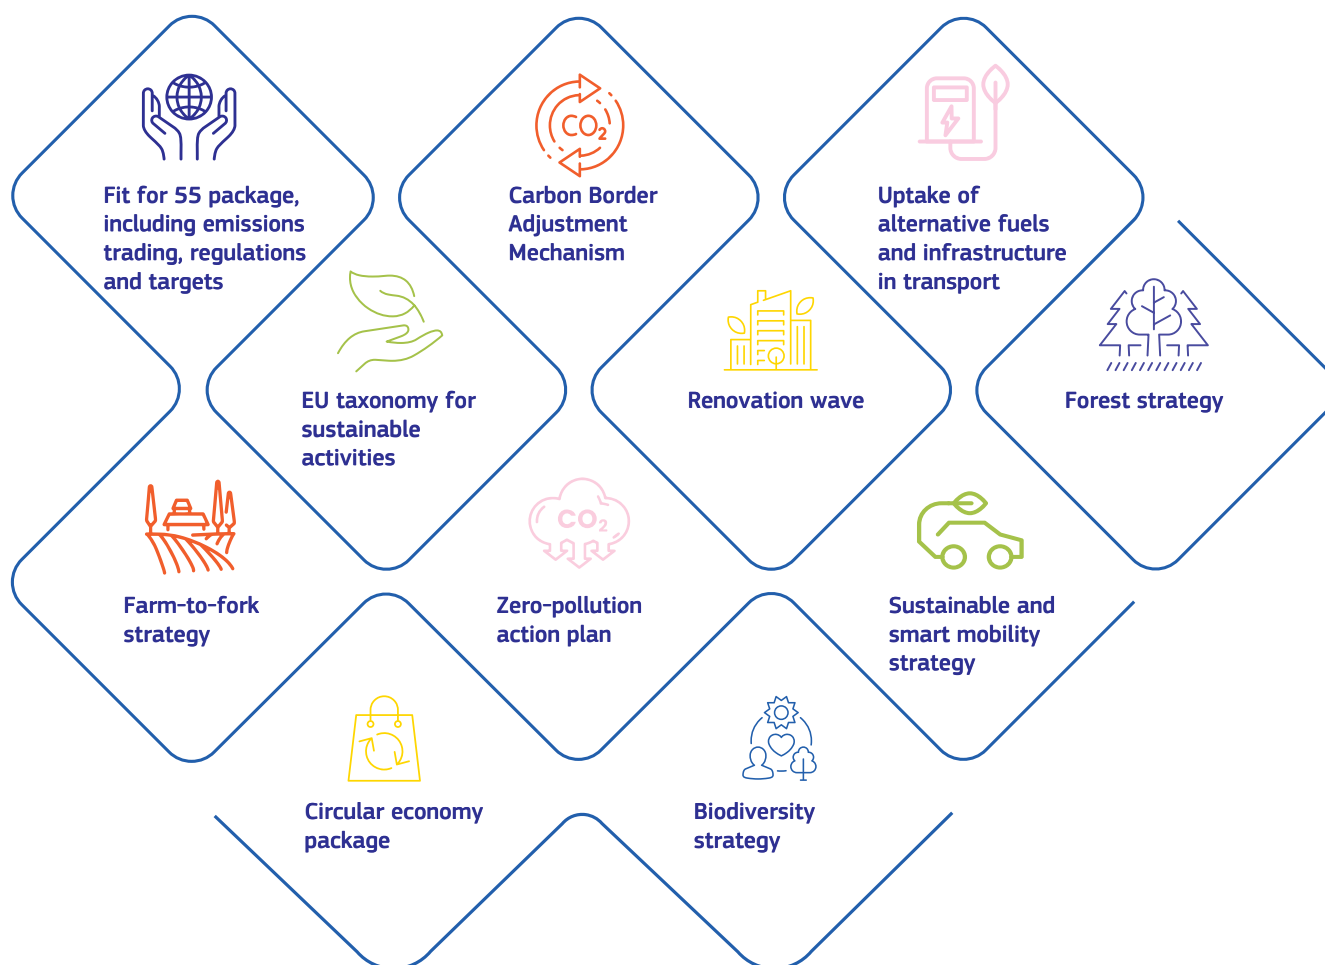 CO₂
Fit for 55 package,
including emissions
trading, regulations
and targets
Carbon Border
Adjustment
Mechanism
Uptake of
alternative fuels
and infrastructure
in transport
EU taxonomy for
sustainable
activities
Renovation wave
Forest strategy
CO₂
Farm-to-fork
strategy
Zero-pollution
action plan
Sustainable and
smart mobility
strategy
Circular economy
package
Biodiversity
strategy